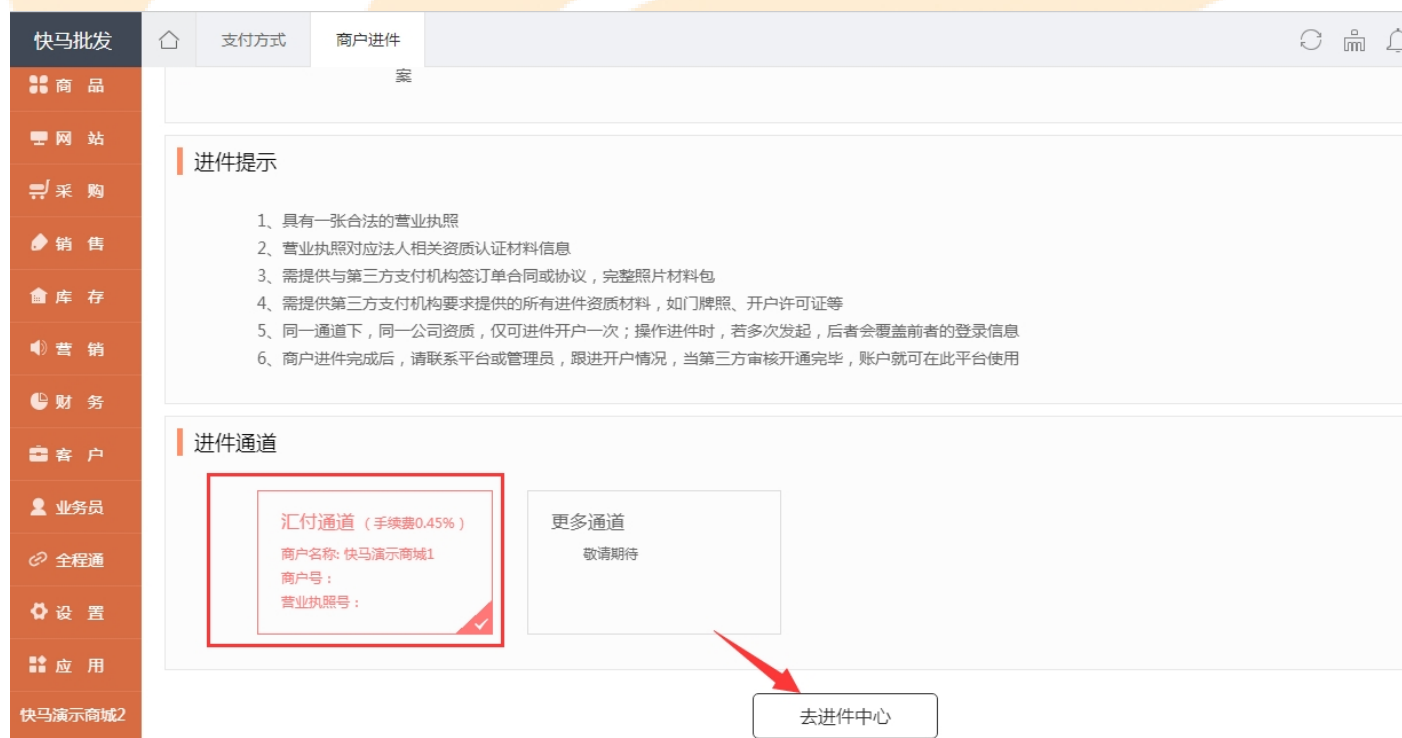 快马批发
支付方式
商户进件
案
商 品
网 站
采 购
销 售
库 存
营 销
财 务
客 户
业务员
全程通
设 置
应 用
快马演示商城2
进件提示
1、具有一张合法的营业执照
2、营业执照对应法人相关资质认证材料信息
3、需提供与第三方支付机构签订单合同或协议，完整照片材料包
4、需提供第三方支付机构要求提供的所有进件资质材料，如门牌照、开户许可证等
5、同一通道下，同一公司资质，仅可进件开户一次；操作进件时，若多次发起，后者会覆盖前者的登录信息
6、商户进件完成后，请联系平台或管理员，跟进开户情况，当第三方审核开通完毕，账户就可在此平台使用
进件通道
汇付通道（手续费0.45%）
商户名称: 快马演示商城1
商户号：
营业执照号：
更多通道
敬请期待
去进件中心